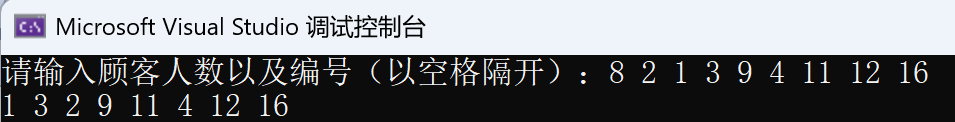 C:\ Microsoft Visual Studio 调试控制台
请输入顾客人数以及编号（以空格隔开）：8 2 1 3 9 4 11 12 16
1 3 2 9 11 4 12 16